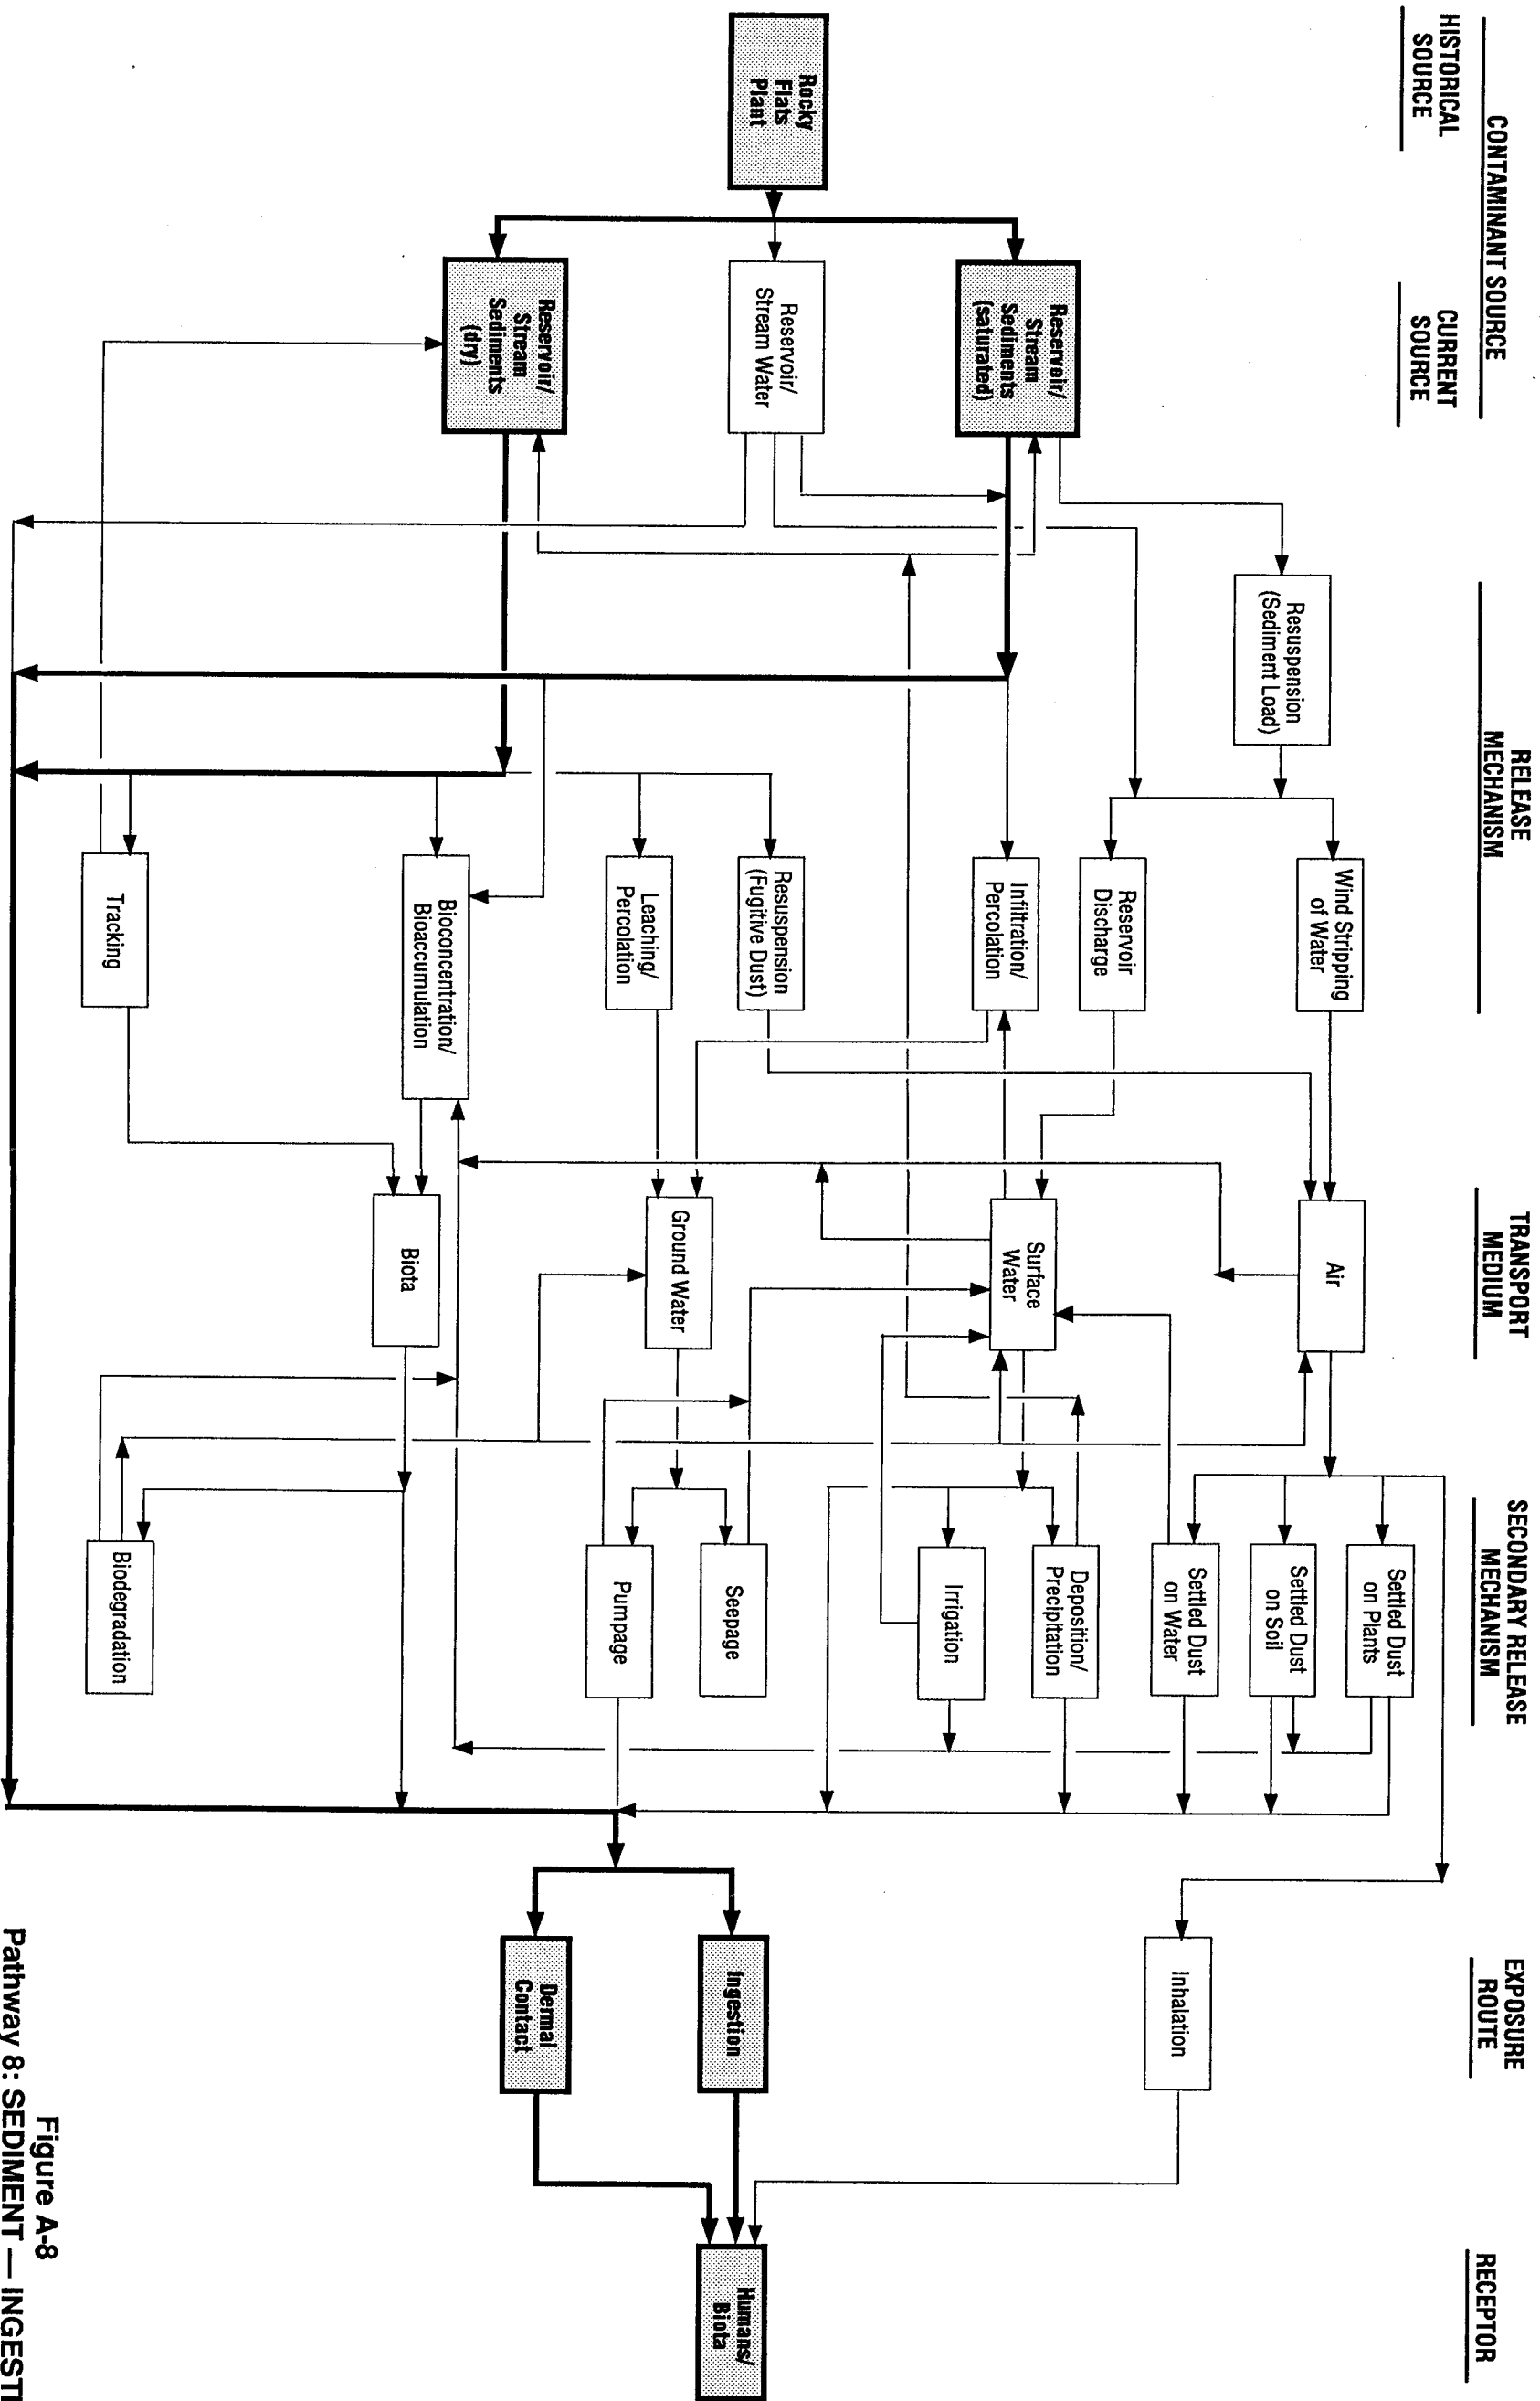 CONTAMINANT SOURCE
HISTORICAL
SOURCE
CURRENT
SOURCE
RELEASE
MECHANISM
TRANSPORT
MEDIUM
SECONDARY RELEASE
MECHANISM
EXPOSURE
ROUTE
RECEPTOR
Rocky
Flats
Plant
Reservoir/
Stream
Sediments
(saturated)
Reservoir/
Stream Water
Reservoir/
Stream
Sediments
(dry)
Resuspension
(Sediment Load)
Wind Stripping
of Water
Reservoir
Discharge
Infiltration/
Percolation
Resuspension
(Fugitive Dust)
Leaching/
Percolation
Bioconcentration/
Bioaccumulation
Tracking
Air
Surface
Water
Ground Water
Biota
Settled Dust
on Plants
Settled Dust
on Soil
Settled Dust
on Water
Deposition/
Precipitation
Irrigation
Seepage
Pumpage
Biodegradation
Inhalation
Ingestion
Dermal
Contact
Humans/
Biota
Figure A-8
Pathway 8: SEDIMENT — INGESTI